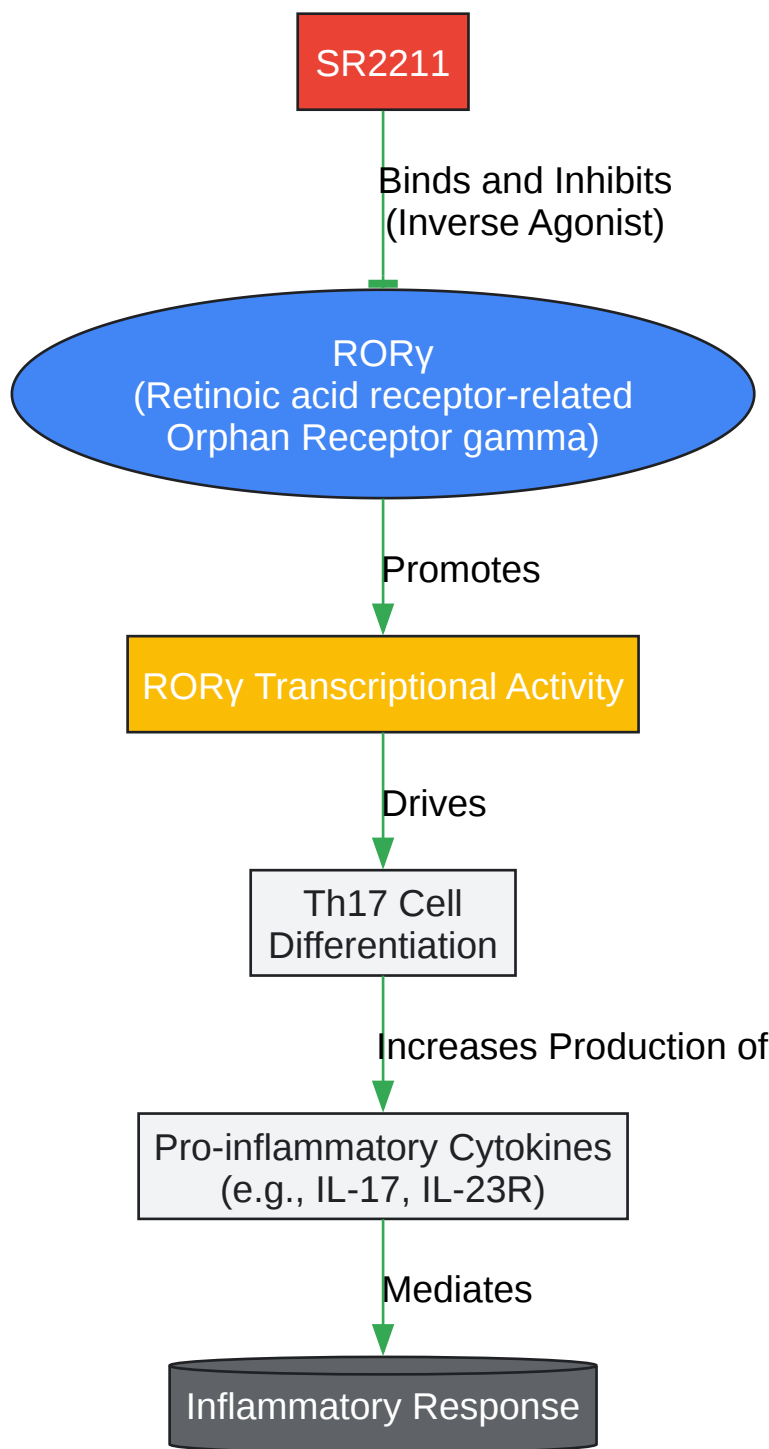 SR2211
Binds and Inhibits
(Inverse Agonist)
RORγ
(Retinoic acid receptor-related
Orphan Receptor gamma)
Promotes
RORγ Transcriptional Activity
Drives
Th17 Cell
Differentiation
Increases Production of
Pro-inflammatory Cytokines
(e.g., IL-17, IL-23R)
Mediates
Inflammatory Response